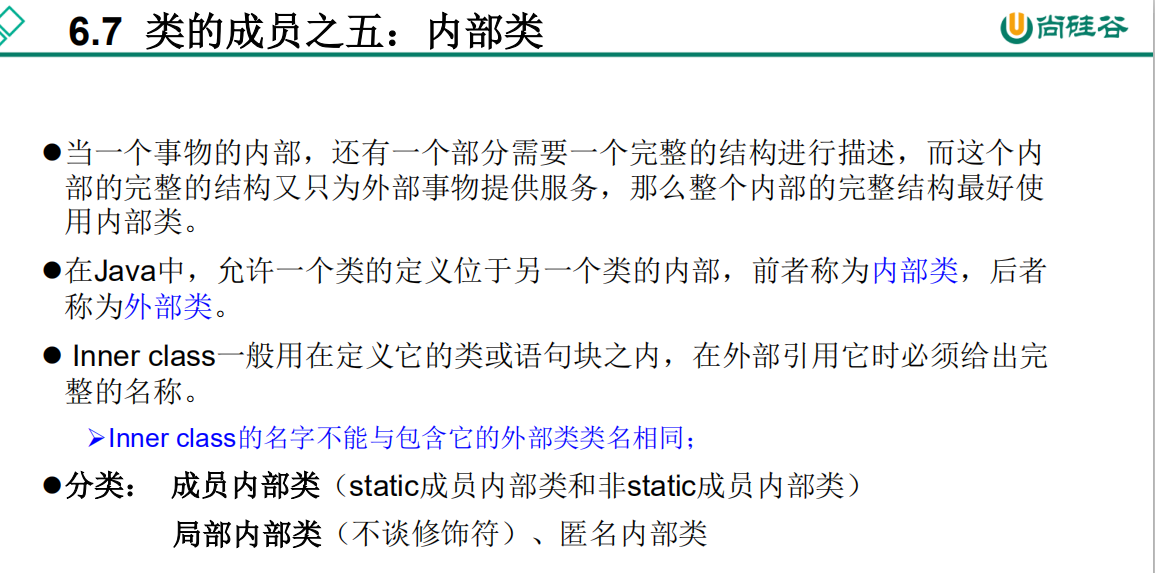 6.7 类的成员之五：内部类
尚硅谷
●当一个事物的内部，还有一个部分需要一个完整的结构进行描述，而这个内
部的完整的结构又只为外部事物提供服务，那么整个内部的完整结构最好使
用内部类。
●在Java中，允许一个类的定义位于另一个类的内部，前者称为内部类，后者
称为外部类。
● Inner class一般用在定义它的类或语句块之内，在外部引用它时必须给出完
整的名称。
➢Inner class的名字不能与包含它的外部类类名相同；
●分类： 成员内部类（static成员内部类和非static成员内部类）
局部内部类（不谈修饰符）、匿名内部类